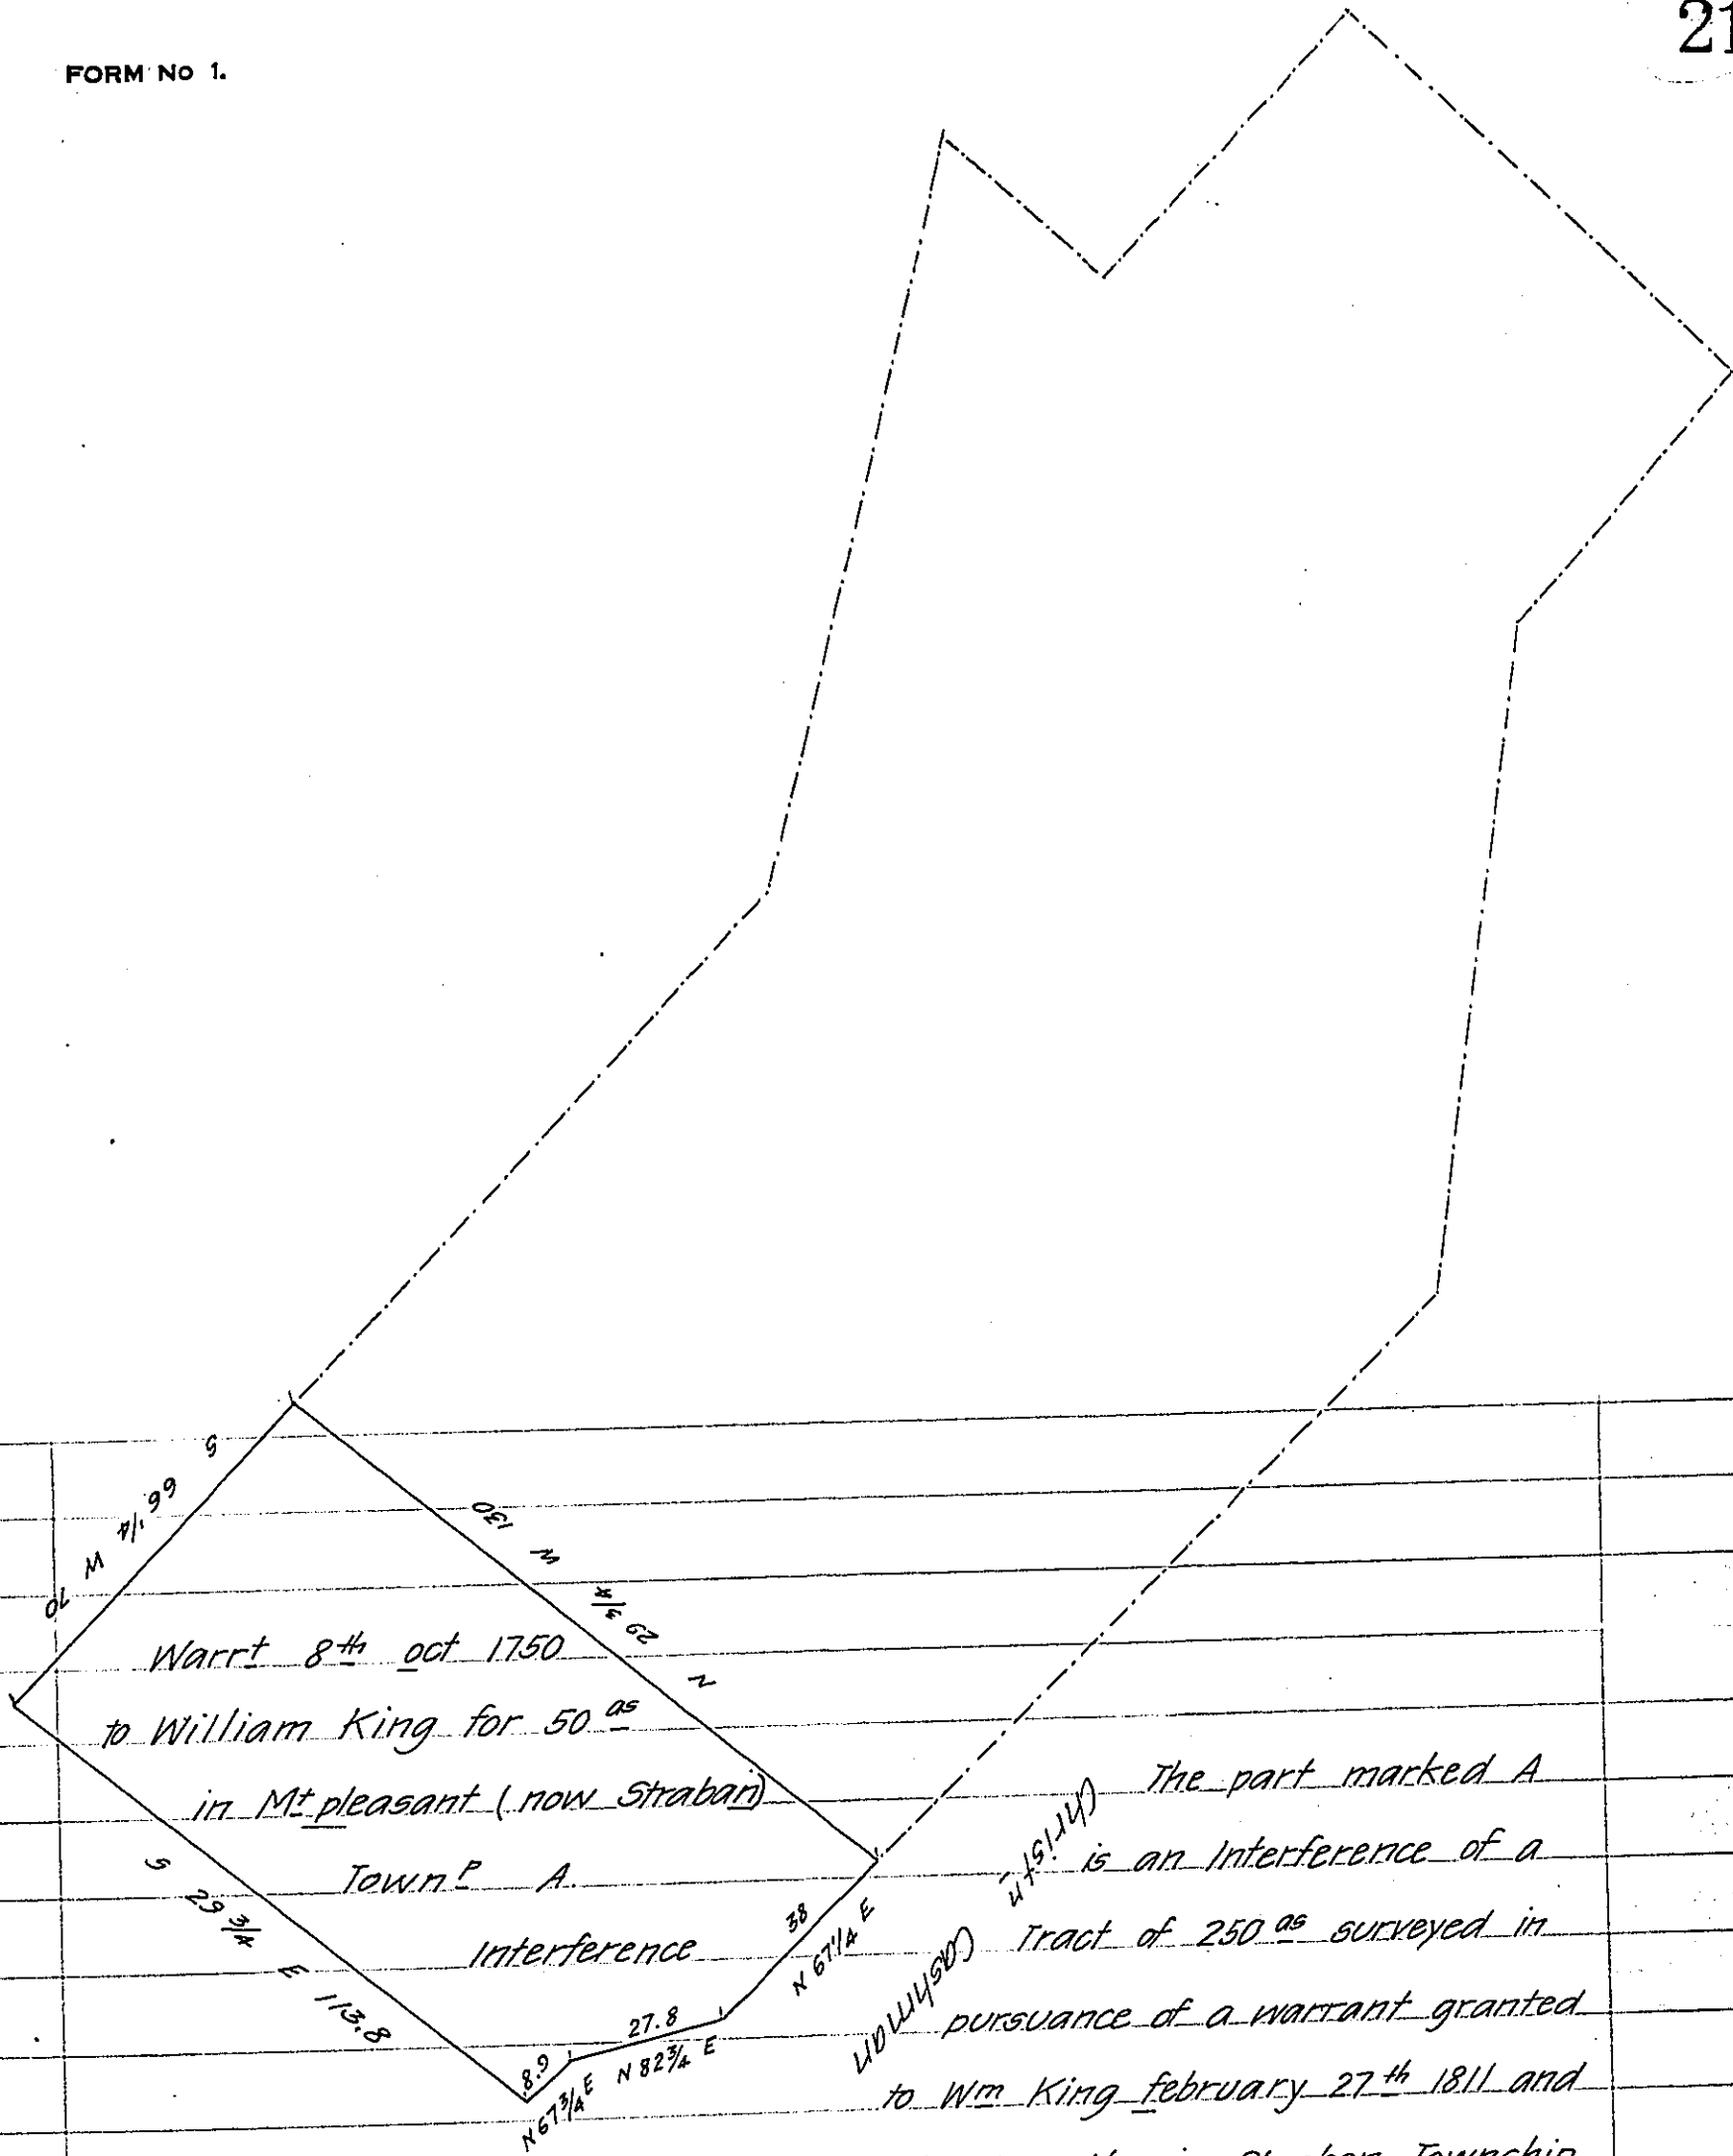 FORM No 1.
21
S 66 1/4 W 70
N 29 3/4 W 130
Warrt 8th oct 1750
to William King for 50 as
in Mt pleasant (now Straban)
Townp A.
Interference
S 29 3/4 E 113.8
8.9
N 67 3/4 E
27.8
N 82 3/4 E
38
N 67 1/4 E
Christn Cashman
The part marked A
is an Interference of a
Tract of 250 as surveyed in
pursuance of a warrant granted
to Wm King february 27th 1811 and
in Straban Township